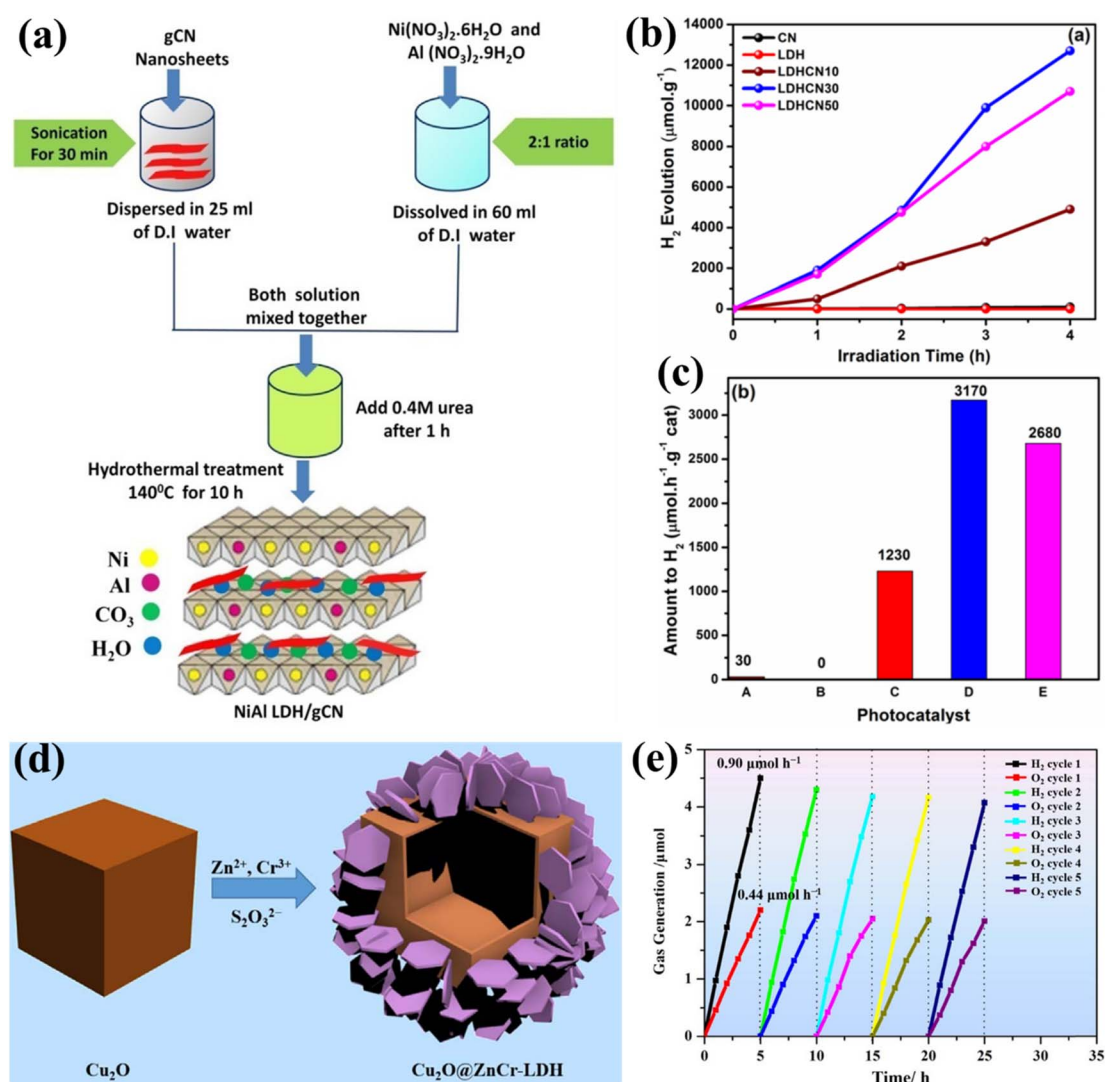 (a)
gCN
Nanosheets
Ni(NO3)2.6H2O and
Al (NO3)2.9H2O
Sonication
For 30 min
2:1 ratio
Dispersed in 25 ml
of D.I water
Dissolved in 60 ml
of D.I water
Both solution
mixed together
Add 0.4M urea
after 1 h
Hydrothermal treatment
140⁰C for 10 h
Ni
Al
CO3
H2O
NiAl LDH/gCN
(b)
(a)
CN
LDH
LDHCN10
LDHCN30
LDHCN50
H2 Evolution (μmol.g⁻¹)
14000
12000
10000
8000
6000
4000
2000
0
0 1 2 3 4
Irradiation Time (h)
(c)
(b)
Amount to H2 (μmol.h⁻¹.g⁻¹ cat)
3000
2500
2000
1500
1000
500
0
30
0
1230
3170
2680
A B C D E
Photocatalyst
(d)
Zn²⁺, Cr³⁺
S2O3²⁻
Cu2O
Cu2O@ZnCr-LDH
(e)
Gas Generation /μmol
5
4
3
2
1
0
0.90 μmol h⁻¹
0.44 μmol h⁻¹
H2 cycle 1
O2 cycle 1
H2 cycle 2
O2 cycle 2
H2 cycle 3
O2 cycle 3
H2 cycle 4
O2 cycle 4
H2 cycle 5
O2 cycle 5
0 5 10 15 20 25 30 35
Time/ h